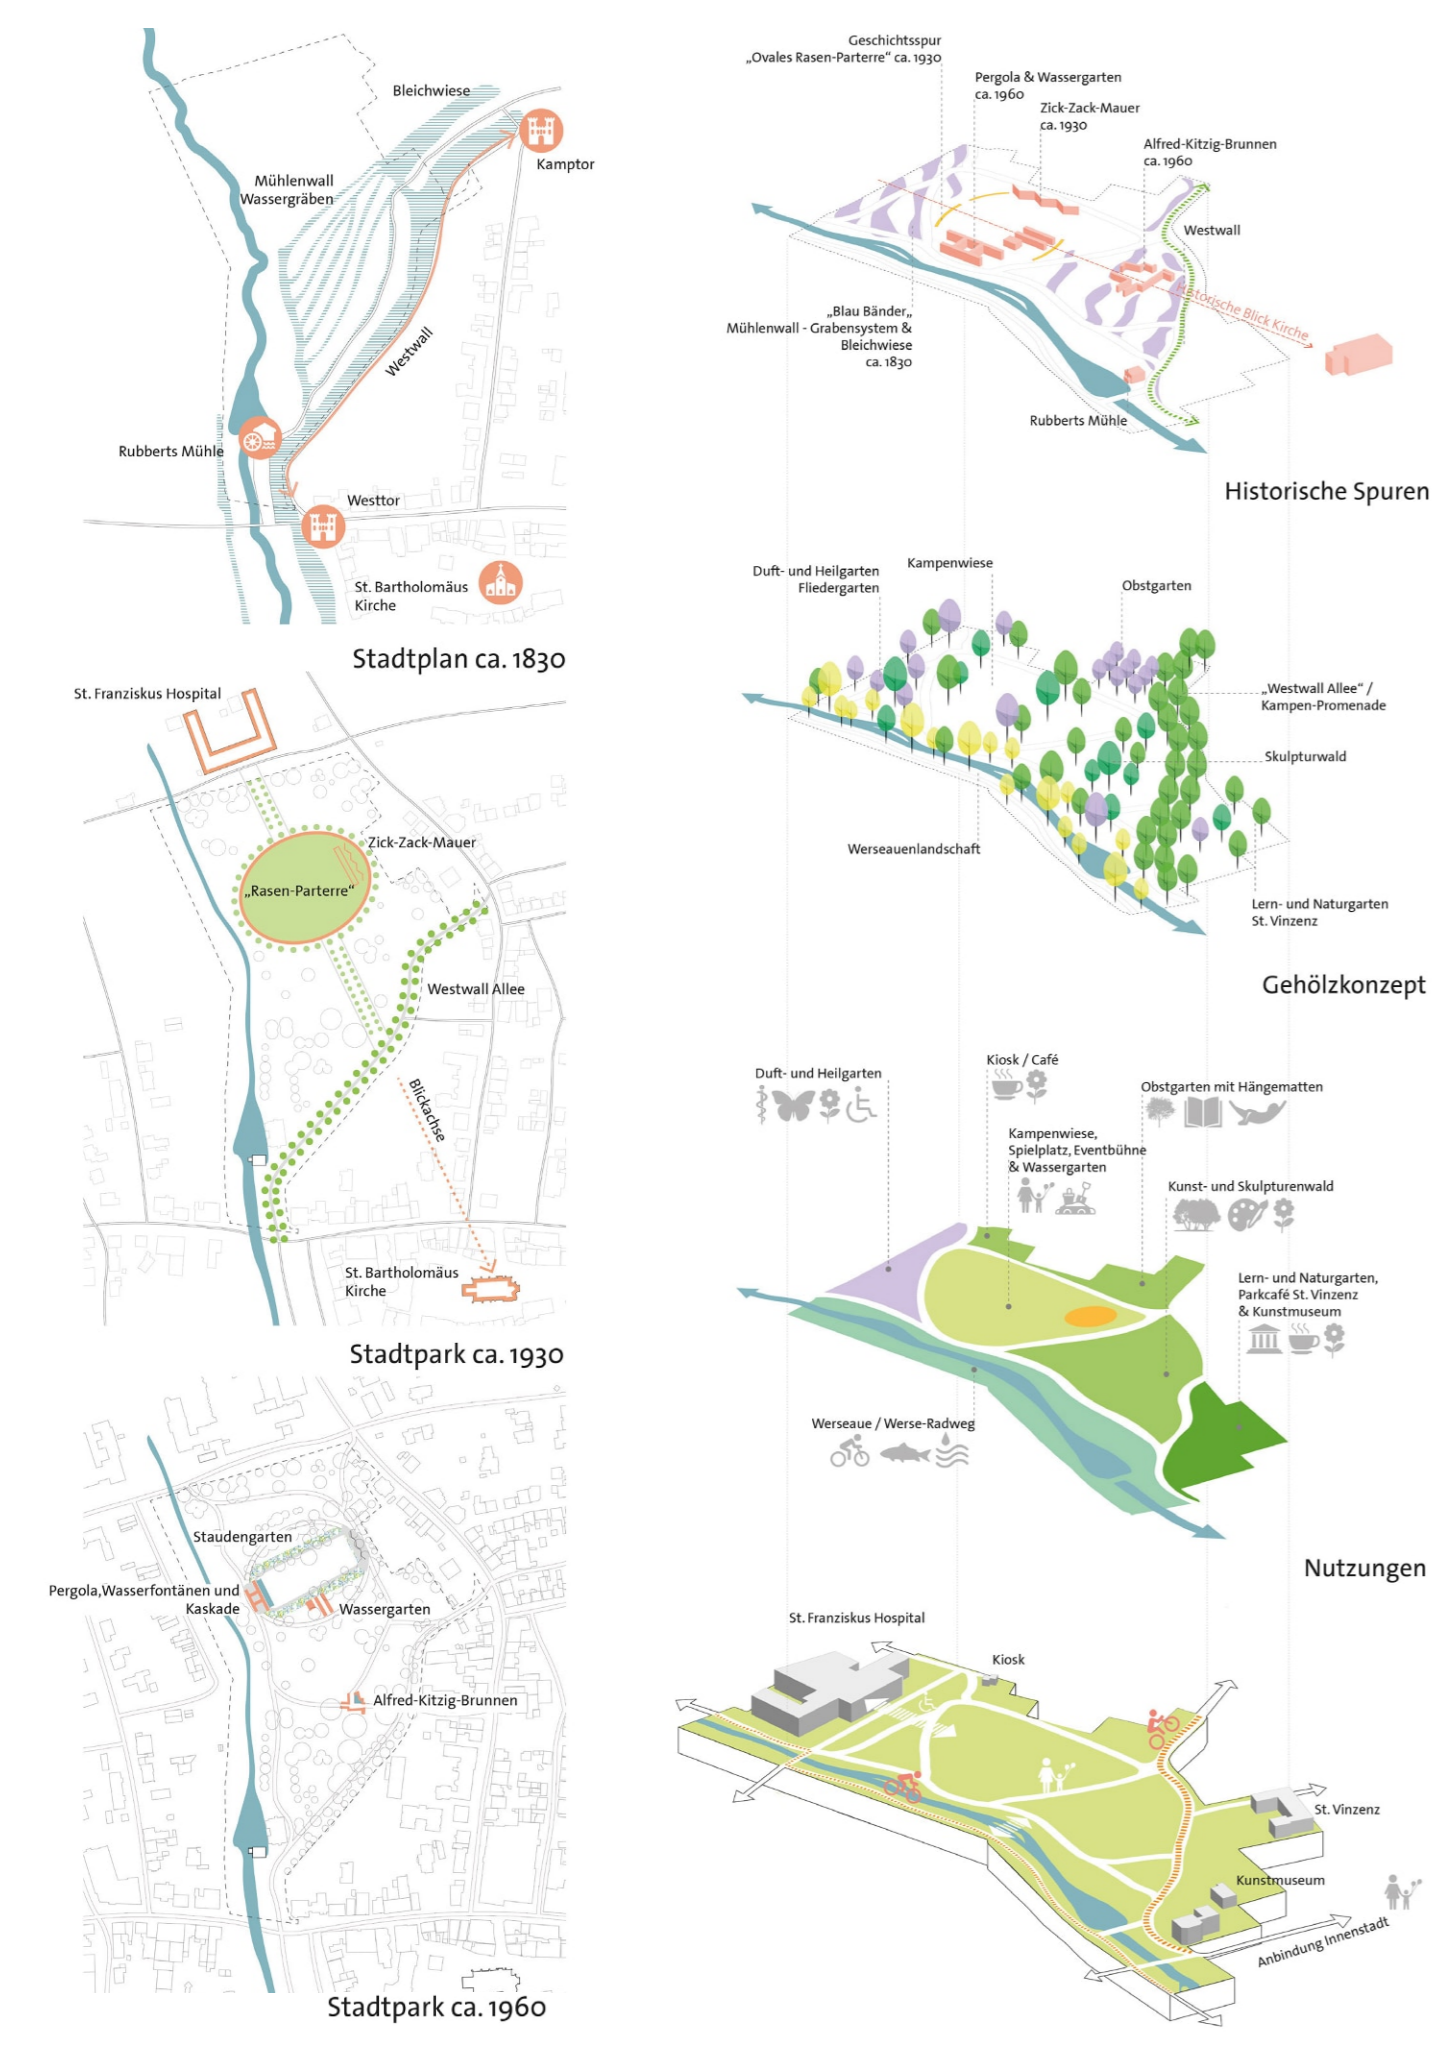 Bleichwiese
Kamptor
Mühlenwall
Wassergräben
Westwall
Rubberts Mühle
Westtor
St. Bartholomäus
Kirche
Stadtplan ca. 1830
St. Franziskus Hospital
Zick-Zack-Mauer
„Rasen-Parterre“
Westwall Allee
Blickachse
St. Bartholomäus
Kirche
Stadtpark ca. 1930
Staudengarten
Pergola,Wasserfontänen und
Kaskade
Wassergarten
Alfred-Kitzig-Brunnen
Stadtpark ca. 1960
Geschichtsspur
„Ovales Rasen-Parterre“ ca. 1930
Pergola & Wassergarten
ca. 1960
Zick-Zack-Mauer
ca. 1930
Alfred-Kitzig-Brunnen
ca. 1960
Westwall
Historische Blick Kirche
„Blau Bänder„
Mühlenwall - Grabensystem &
Bleichwiese
ca. 1830
Rubberts Mühle
Historische Spuren
Duft- und Heilgarten
Fliedergarten
Kampenwiese
Obstgarten
„Westwall Allee“ /
Kampen-Promenade
Skulpturwald
Werseauenlandschaft
Lern- und Naturgarten
St. Vinzenz
Gehölzkonzept
Duft- und Heilgarten
Kiosk / Café
Obstgarten mit Hängematten
Kampenwiese,
Spielplatz, Eventbühne
& Wassergarten
Kunst- und Skulpturenwald
Lern- und Naturgarten,
Parkcafé St. Vinzenz
& Kunstmuseum
Werseaue / Werse-Radweg
Nutzungen
St. Franziskus Hospital
Kiosk
St. Vinzenz
Kunstmuseum
Anbindung Innenstadt